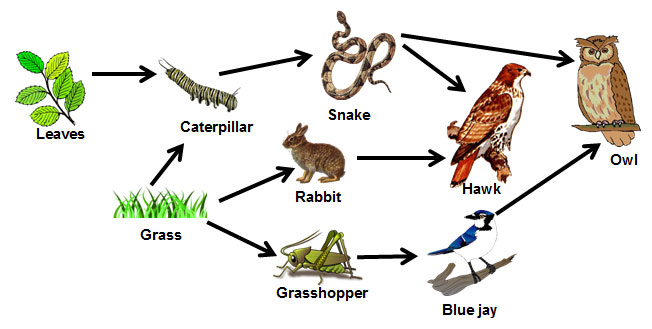 Leaves
Caterpillar
Snake
Owl
Rabbit
Hawk
Grass
Grasshopper
Blue jay